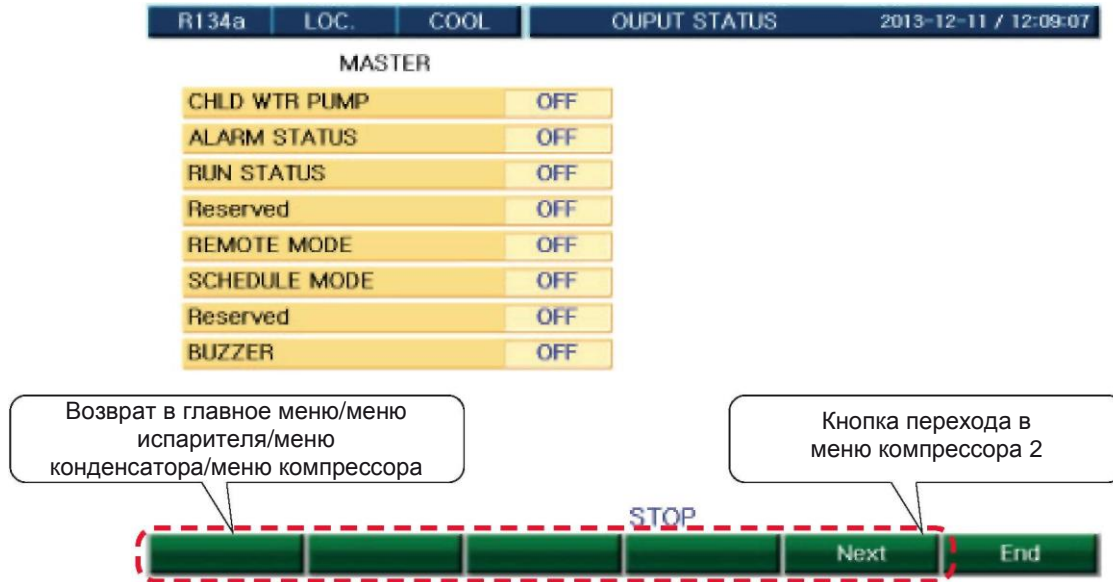 R134a LOC. COOL OUPUT STATUS 2013-12-11 / 12:09:07
MASTER
CHLD WTR PUMP OFF
ALARM STATUS OFF
RUN STATUS OFF
Reserved OFF
REMOTE MODE OFF
SCHEDULE MODE OFF
Reserved OFF
BUZZER OFF
Возврат в главное меню/меню
испарителя/меню
конденсатора/меню компрессора
Кнопка перехода в
меню компрессора 2
STOP
Next End